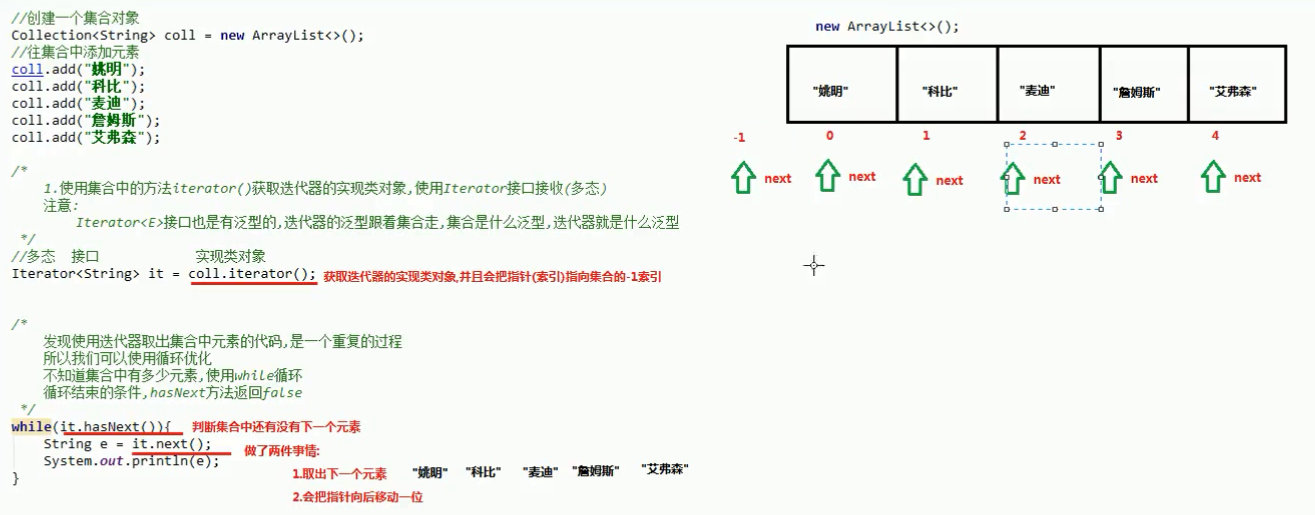 //创建一个集合对象
Collection<String> coll = new ArrayList<>();
//往集合中添加元素
coll.add("姚明");
coll.add("科比");
coll.add("麦迪");
coll.add("詹姆斯");
coll.add("艾弗森");
/*
1.使用集合中的方法iterator()获取迭代器的实现类对象,使用Iterator接口接收(多态)
注意:
Iterator<E>接口也是有泛型的,迭代器的泛型跟着集合走,集合是什么泛型,迭代器就是什么泛型
*/
//多态 接口 实现类对象
Iterator<String> it = coll.iterator(); 获取迭代器的实现类对象,并且会把指针(索引)指向集合的-1索引
/*
发现使用迭代器取出集合中元素的代码,是一个重复的过程
所以我们可以使用循环优化
不知道集合中有多少元素,使用while循环
循环结束的条件,hasNext方法返回false
*/
while(it.hasNext()){ 判断集合中还有没有下一个元素
String e = it.next(); 做了两件事情:
System.out.println(e);
}
1.取出下一个元素 "姚明" "科比" "麦迪" "詹姆斯" "艾弗森"
2.会把指针向后移动一位
new ArrayList<>();
"姚明" "科比" "麦迪" "詹姆斯" "艾弗森"
-1 0 1 2 3 4
next next next next next next